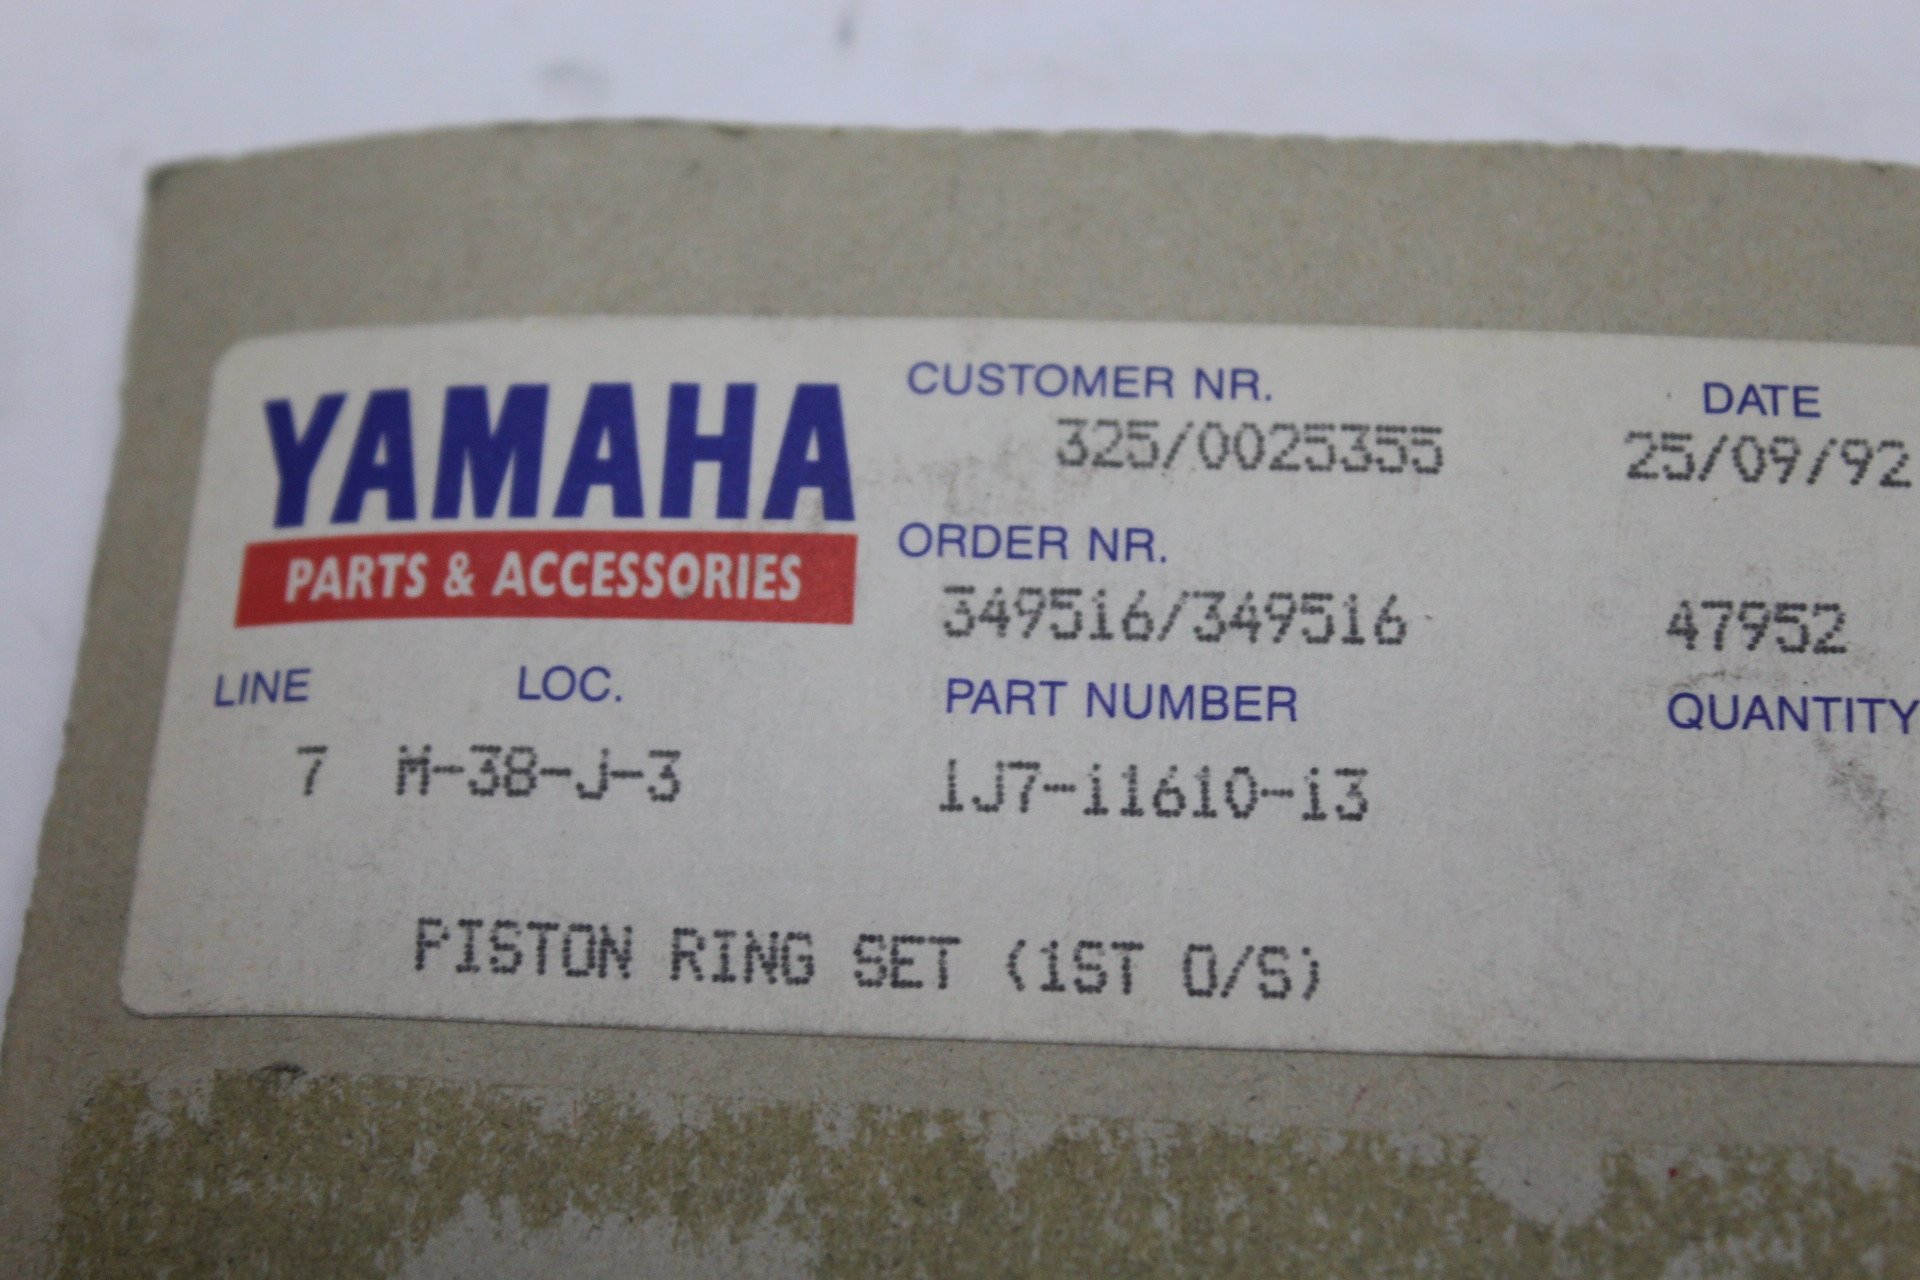 YAMAHA
PARTS & ACCESSORIES
CUSTOMER NR. DATE
325/0025355 25/09/92
ORDER NR.
349516/349516 47952
LINE LOC. PART NUMBER QUANTITY
7 M-38-J-3 1J7-11610-13
PISTON RING SET (1ST O/S)